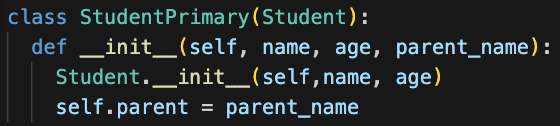 class StudentPrimary(Student):
  def __init__(self, name, age, parent_name):
    Student.__init__(self,name, age)
    self.parent = parent_name